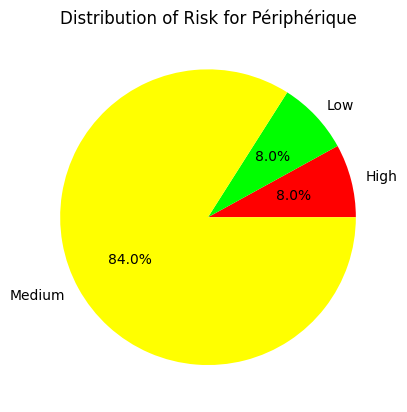 Distribution of Risk for Périphérique
Low
8.0%
High
8.0%
84.0%
Medium